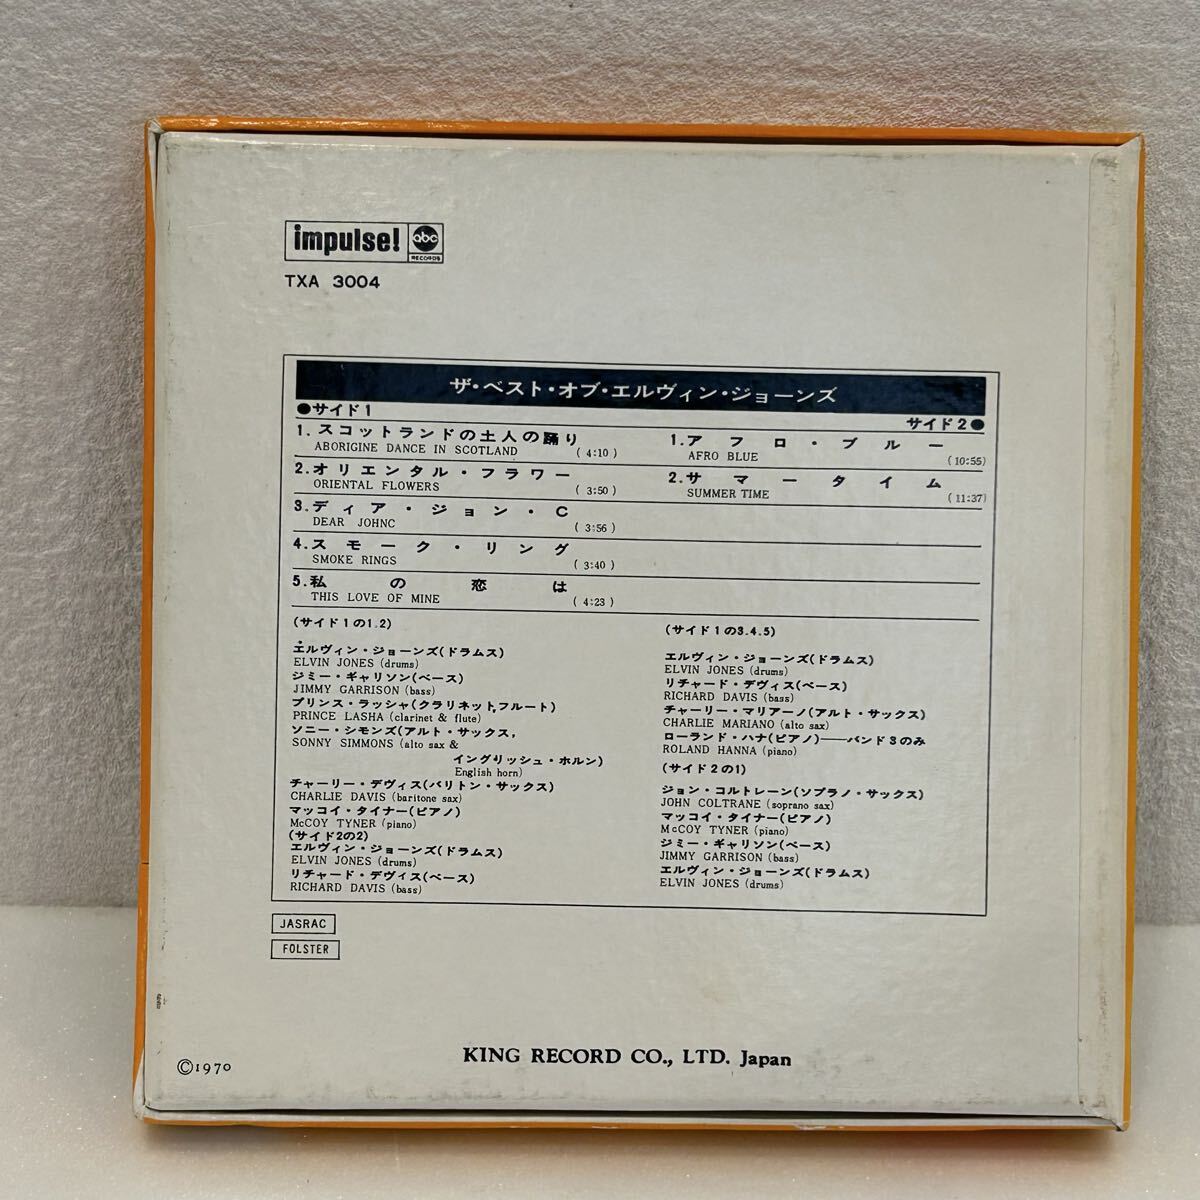 impulse!
abc
RECORDS
TXA 3004
ザ・ベスト・オブ・エルヴィン・ジョーンズ
●サイド1
1. スコットランドの土人の踊り
ABORIGINE DANCE IN SCOTLAND (4:10)
2. オリエンタル・フラワー
ORIENTAL FLOWERS (3:50)
3. ディア・ジョン・C
DEAR JOHNC (3:56)
4. スモーク・リング
SMOKE RINGS (3:40)
5. 私の恋は
THIS LOVE OF MINE (4:23)
サイド2●
1. アフロ・ブルー
AFRO BLUE (10:55)
2. サマータイム
SUMMER TIME (11:37)
(サイド1の1.2)
エルヴィン・ジョーンズ(ドラムス)
ELVIN JONES (drums)
ジミー・ギャリソン(ベース)
JIMMY GARRISON (bass)
プリンス・ラッシャ(クラリネット,フルート)
PRINCE LASHA (clarinet & flute)
ソニー・シモンズ(アルト・サックス,
SONNY SIMMONS (alto sax &
イングリッシュ・ホルン)
English horn)
チャーリー・デヴィス(バリトン・サックス)
CHARLIE DAVIS (baritone sax)
マッコイ・タイナー(ピアノ)
McCOY TYNER (piano)
(サイド2の2)
エルヴィン・ジョーンズ(ドラムス)
ELVIN JONES (drums)
リチャード・デヴィス(ベース)
RICHARD DAVIS (bass)
(サイド1の3.4.5)
エルヴィン・ジョーンズ(ドラムス)
ELVIN JONES (drums)
リチャード・デヴィス(ベース)
RICHARD DAVIS (bass)
チャーリー・マリアーノ(アルト・サックス)
CHARLIE MARIANO (alto sax)
ローランド・ハナ(ピアノ)――バンド3のみ
ROLAND HANNA (piano)
(サイド2の1)
ジョン・コルトレーン(ソプラノ・サックス)
JOHN COLTRANE (soprano sax)
マッコイ・タイナー(ピアノ)
McCOY TYNER (piano)
ジミー・ギャリソン(ベース)
JIMMY GARRISON (bass)
エルヴィン・ジョーンズ(ドラムス)
ELVIN JONES (drums)
JASRAC
FOLSTER
©1970
KING RECORD CO., LTD. Japan